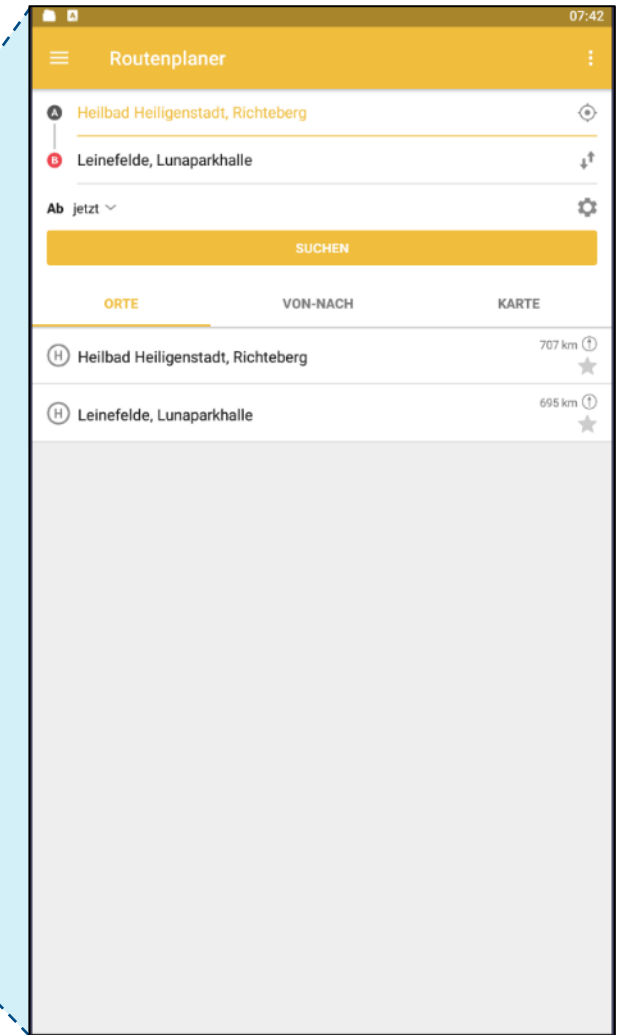 07:42
Routenplaner
A Heilbad Heiligenstadt, Richteberg
B Leinefelde, Lunaparkhalle
Ab jetzt
SUCHEN
ORTE VON-NACH KARTE
H Heilbad Heiligenstadt, Richteberg 707 km
H Leinefelde, Lunaparkhalle 695 km